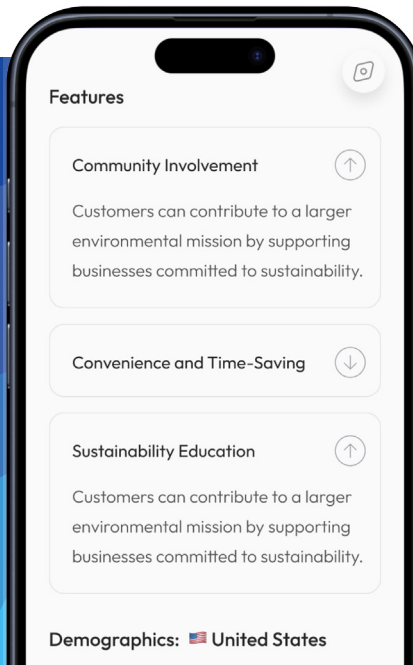 Features
Community Involvement
Customers can contribute to a larger
environmental mission by supporting
businesses committed to sustainability.
Convenience and Time-Saving
Sustainability Education
Customers can contribute to a larger
environmental mission by supporting
businesses committed to sustainability.
Demographics: 🇺🇸 United States